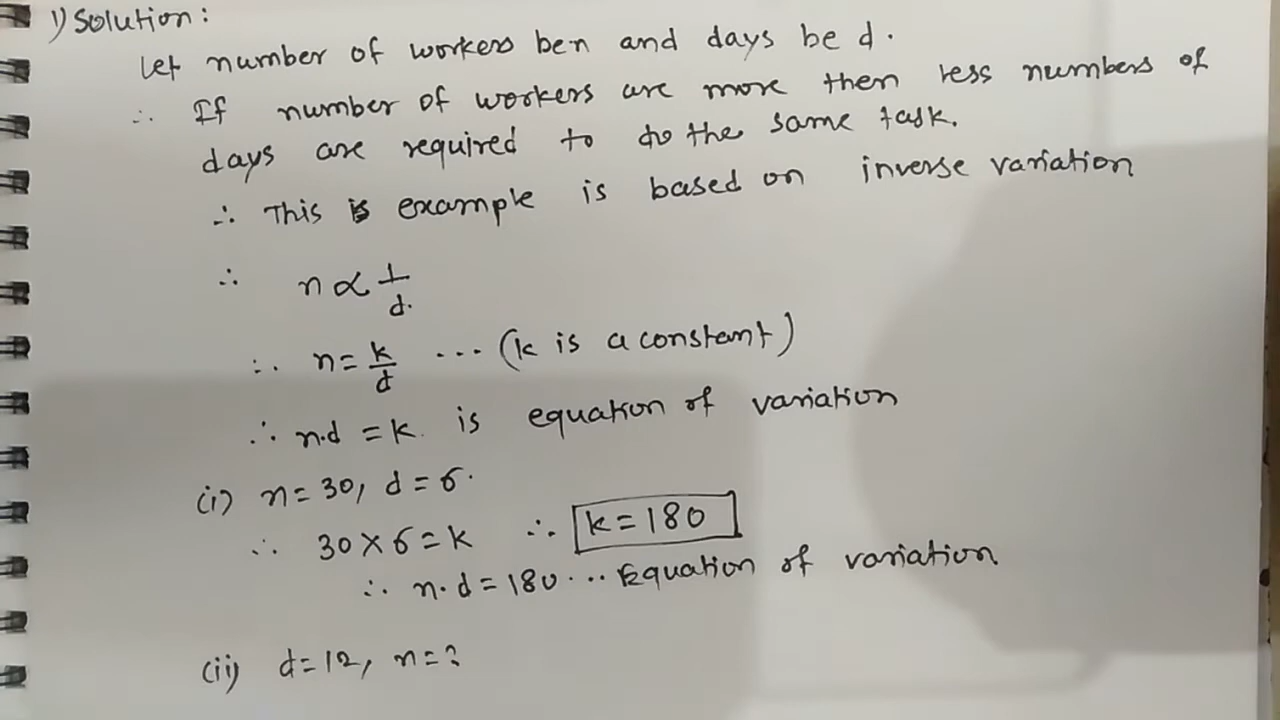 1) Solution:
Let number of workers be n and days be d.
∴ If number of workers are more then less numbers of
days are required to do the same task.
∴ This is example is based on inverse variation
∴ n ∝ 1/d.
∴ n = k/d ... (k is a constant)
∴ n.d = k. is equation of variation
(i) n = 30, d = 6.
∴ 30 × 6 = k ∴ k = 180
∴ n. d = 180... Equation of variation
(ii) d = 12, n = ?